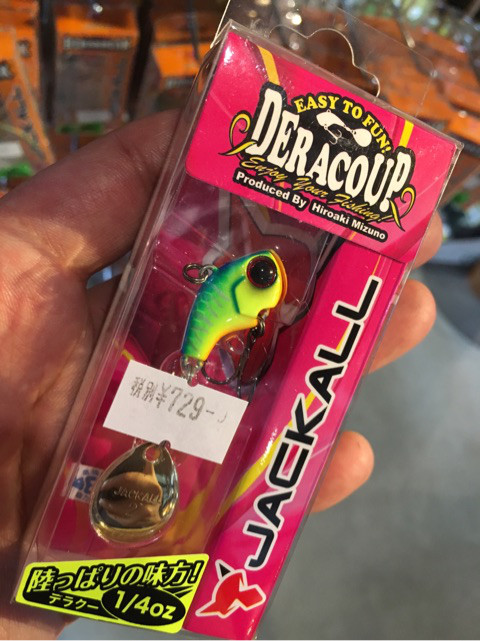 EASY TO FUN!
DERACOUP
Enjoy Your Fishing!
Produced By Hiroaki Mizuno
JACKALL
税別¥729-
JACKALL
陸っぱりの味方!
デラクー 1/4oz